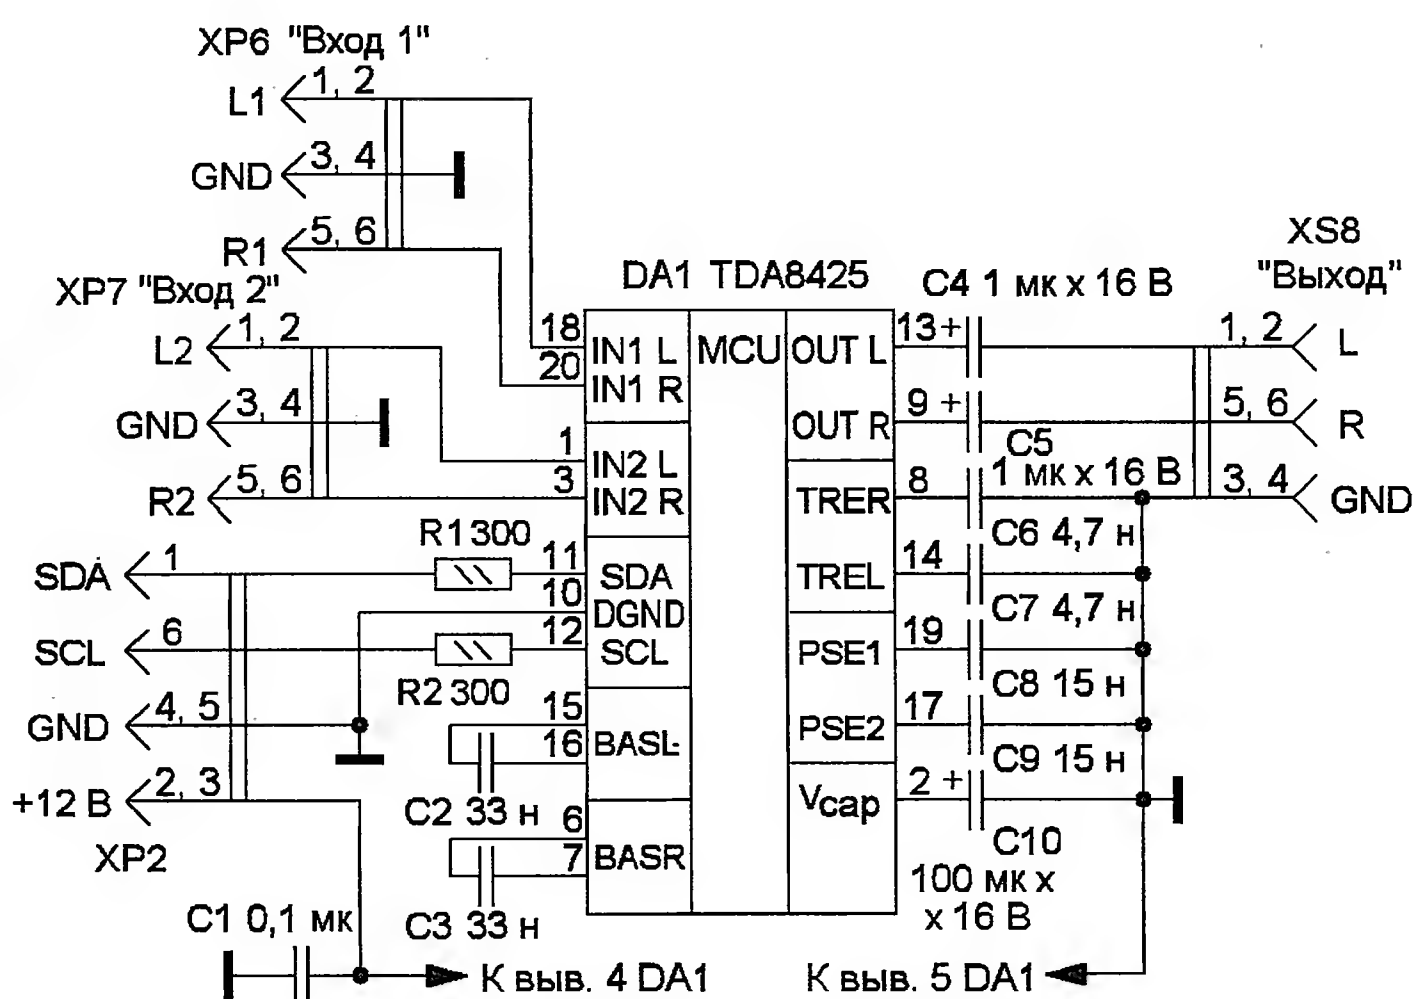 XP6 "Вход 1"
L1
1, 2
GND
3, 4
R1
5, 6
XP7 "Вход 2"
L2
1, 2
GND
3, 4
R2
5, 6
SDA
1
SCL
6
GND
4, 5
+12 В
2, 3
XP2
R1 300
R2 300
C1 0,1 мк
C2 33 н
C3 33 н
DA1 TDA8425
MCU
18
IN1 L
20
IN1 R
1
IN2 L
3
IN2 R
11
SDA
10
DGND
12
SCL
15
16
BASL
6
7
BASR
OUT L
13
+
OUT R
9
+
TRER
8
TREL
14
PSE1
19
PSE2
17
Vcap
2
+
C4 1 мк x 16 В
C5
1 мк x 16 В
C6 4,7 н
C7 4,7 н
C8 15 н
C9 15 н
C10
100 мк x
x 16 В
XS8
"Выход"
1, 2
L
5, 6
R
3, 4
GND
К выв. 4 DA1
К выв. 5 DA1